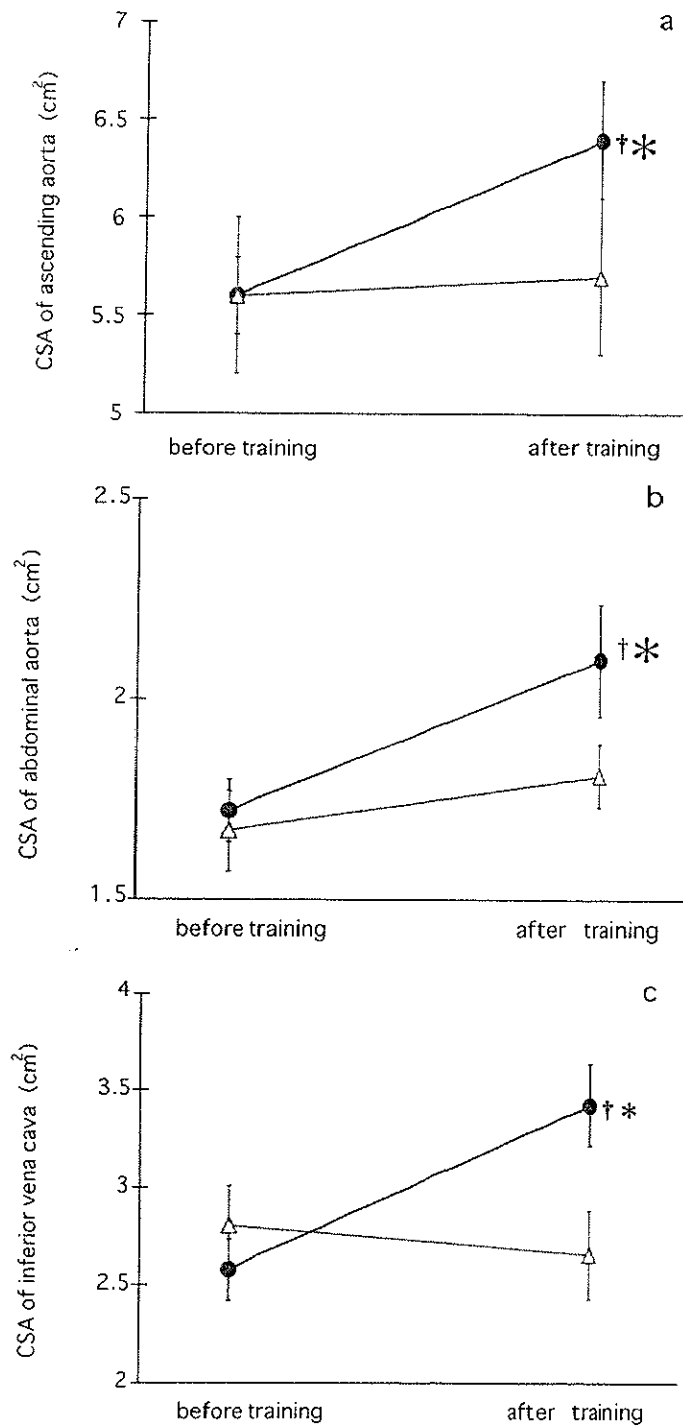 a
7
6.5
6
5.5
5
CSA of ascending aorta (cm²)
†*
before training after training
b
2.5
2
1.5
CSA of abdominal aorta (cm²)
†*
before training after training
c
4
3.5
3
2.5
2
CSA of inferior vena cava (cm²)
†*
before training after training